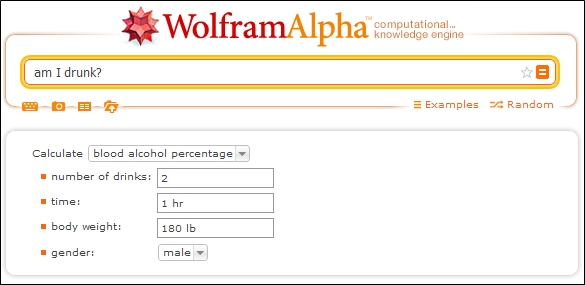 WolframAlpha™ computational... knowledge engine
am I drunk?
Examples Random
Calculate blood alcohol percentage
number of drinks: 2
time: 1 hr
body weight: 180 lb
gender: male